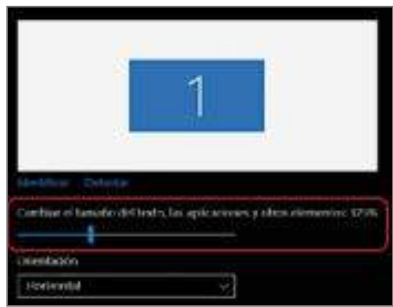 1
Identificar Detectar
Cambiar el tamaño del texto, las aplicaciones y otros elementos: 125%
Orientación
Horizontal